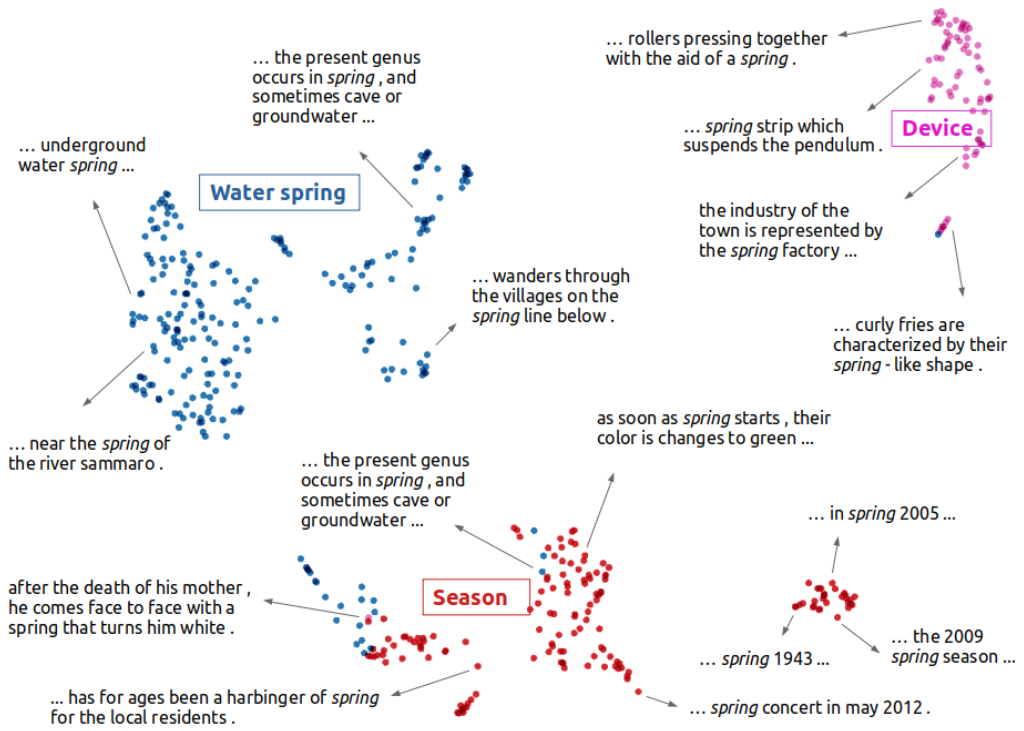 … rollers pressing together
with the aid of a spring .
… the present genus
occurs in spring , and
sometimes cave or
groundwater …
… spring strip which
suspends the pendulum .
Device
… underground
water spring …
Water spring
the industry of the
town is represented by
the spring factory …
… wanders through
the villages on the
spring line below .
… curly fries are
characterized by their
spring - like shape .
as soon as spring starts , their
color is changes to green …
… near the spring of
the river sammaro .
… the present genus
occurs in spring , and
sometimes cave or
groundwater …
… in spring 2005 …
after the death of his mother ,
he comes face to face with a
spring that turns him white .
Season
… spring 1943 …
… the 2009
spring season …
... has for ages been a harbinger of spring
for the local residents .
… spring concert in may 2012 .